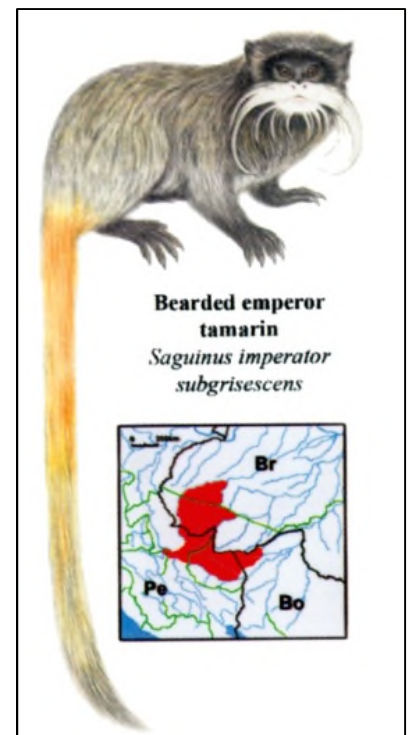 Bearded emperor
tamarin
Saguinus imperator
subgrisescens
Br
Pe
Bo